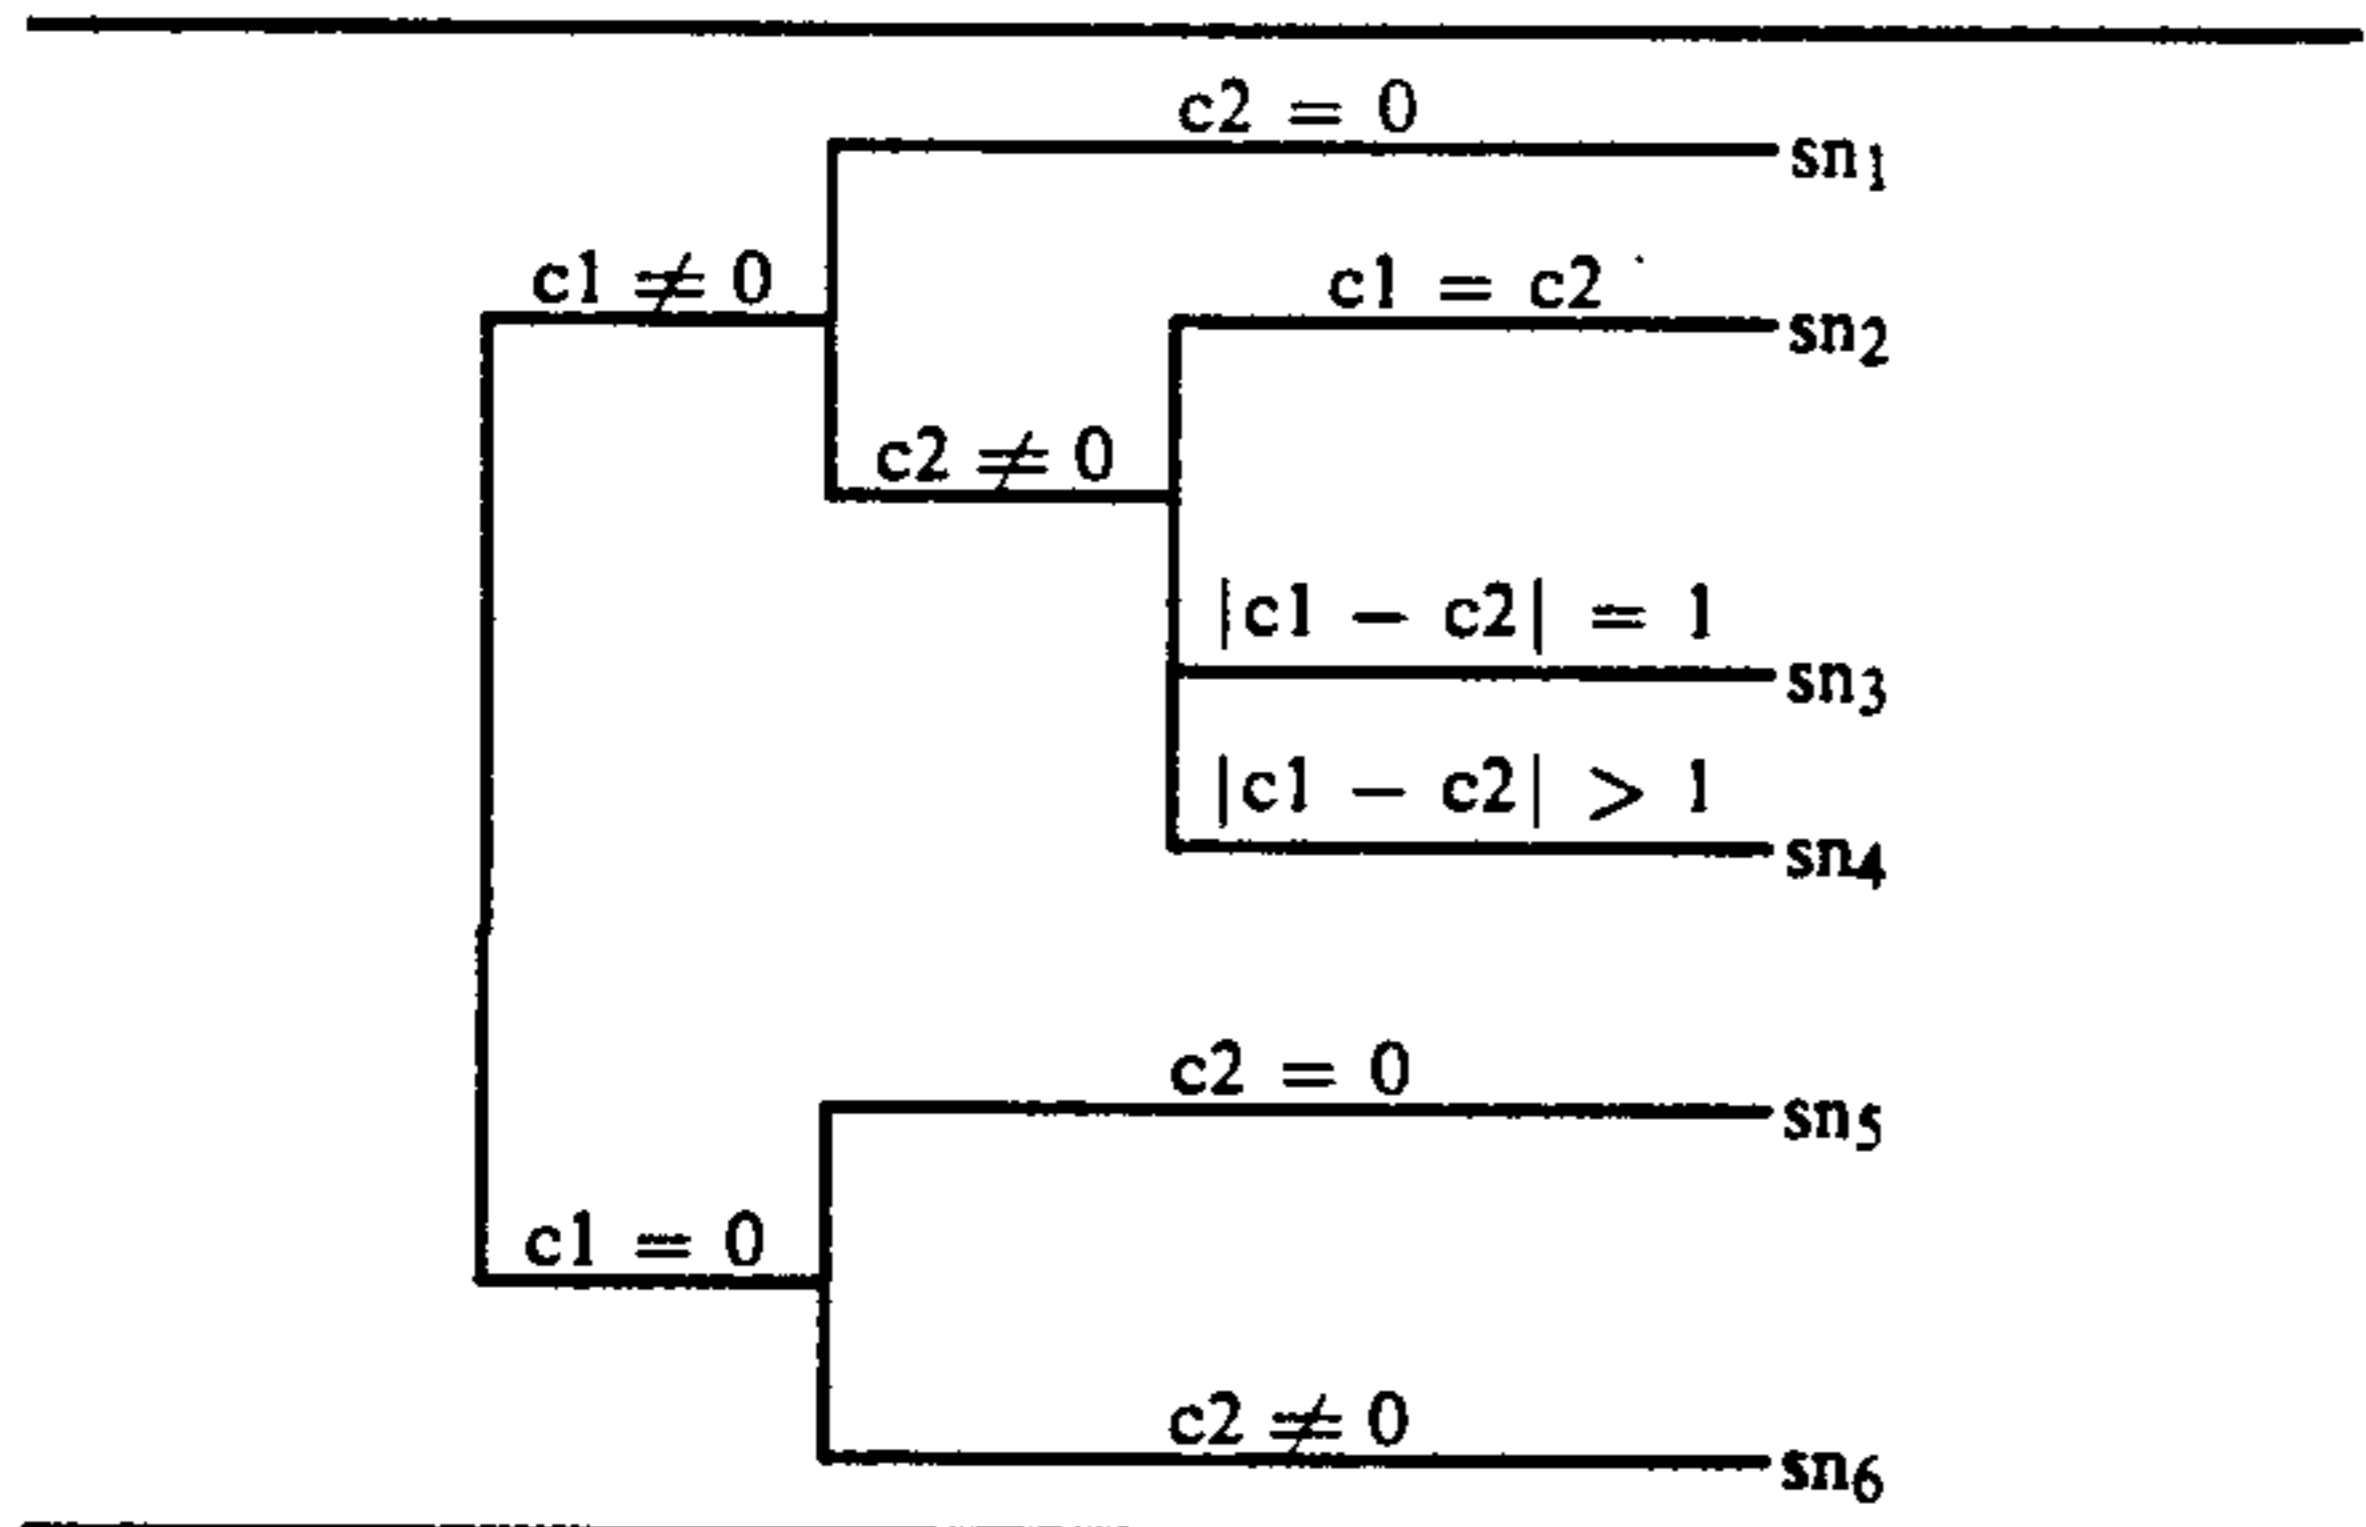 c2 = 0
sn1
c1 ≠ 0
c1 = c2
sn2
c2 ≠ 0
|c1 − c2| = 1
sn3
|c1 − c2| > 1
sn4
c2 = 0
sn5
c1 = 0
c2 ≠ 0
sn6